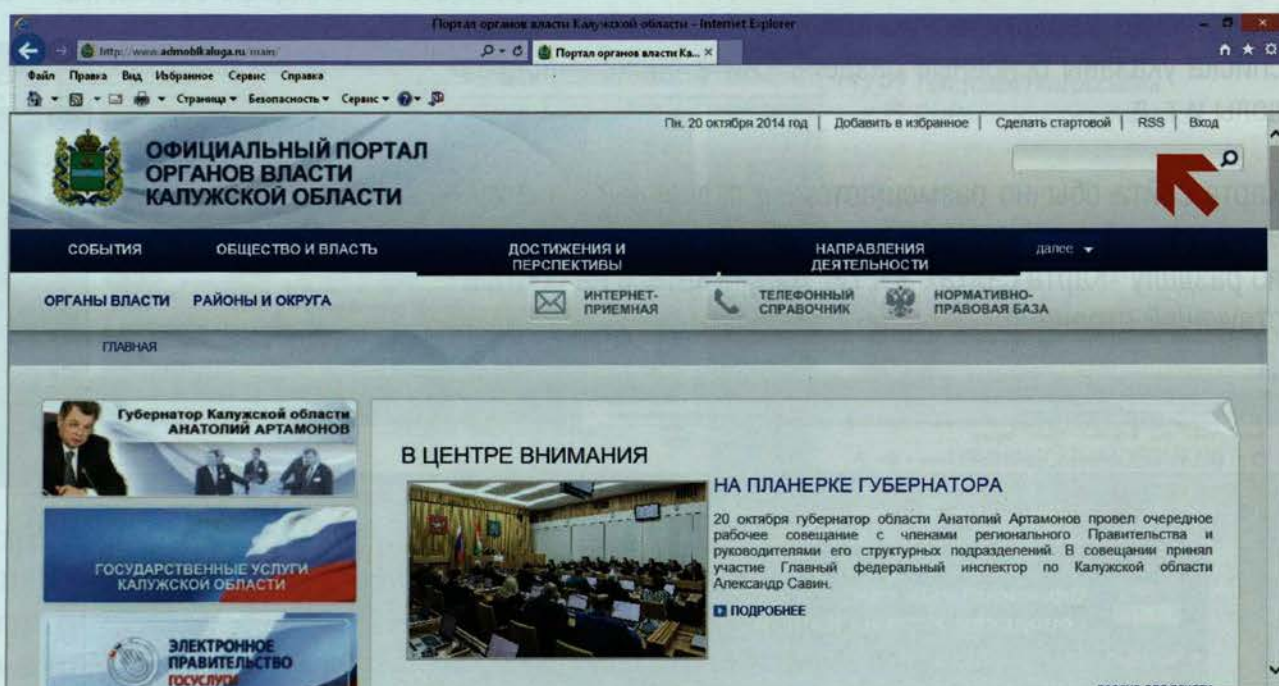 Портал органов власти Калужской области – Internet Explorer
http://www.admoblkaluga.ru/main/
Портал органов власти Ка...
Файл Правка Вид Избранное Сервис Справка
Страница Безопасность Сервис
Пн. 20 октября 2014 год | Добавить в избранное | Сделать стартовой | RSS | Вход
ОФИЦИАЛЬНЫЙ ПОРТАЛ
ОРГАНОВ ВЛАСТИ
КАЛУЖСКОЙ ОБЛАСТИ
СОБЫТИЯ ОБЩЕСТВО И ВЛАСТЬ ДОСТИЖЕНИЯ И ПЕРСПЕКТИВЫ НАПРАВЛЕНИЯ ДЕЯТЕЛЬНОСТИ далее
ОРГАНЫ ВЛАСТИ РАЙОНЫ И ОКРУГА ИНТЕРНЕТ-ПРИЕМНАЯ ТЕЛЕФОННЫЙ СПРАВОЧНИК НОРМАТИВНО-ПРАВОВАЯ БАЗА
ГЛАВНАЯ
Губернатор Калужской области
АНАТОЛИЙ АРТАМОНОВ
ГОСУДАРСТВЕННЫЕ УСЛУГИ
КАЛУЖСКОЙ ОБЛАСТИ
ЭЛЕКТРОННОЕ
ПРАВИТЕЛЬСТВО
ГОСУСЛУГИ
В ЦЕНТРЕ ВНИМАНИЯ
НА ПЛАНЕРКЕ ГУБЕРНАТОРА
20 октября губернатор области Анатолий Артамонов провел очередное
рабочее совещание с членами регионального Правительства и
руководителями его структурных подразделений. В совещании принял
участие Главный федеральный инспектор по Калужской области
Александр Савин.
ПОДРОБНЕЕ